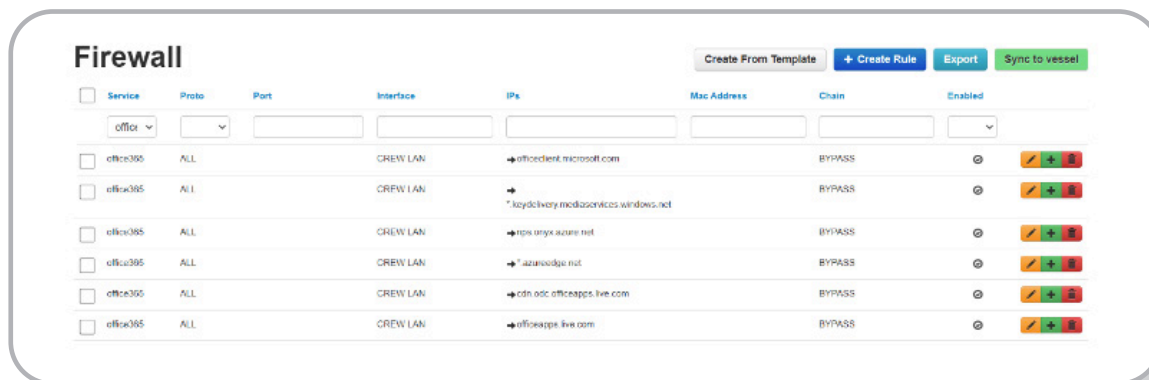 Firewall
Create From Template + Create Rule Export Sync to vessel
Service Proto Port Interface IPs Mac Address Chain Enabled
office
office365 ALL CREW LAN officeclient.microsoft.com BYPASS
office365 ALL CREW LAN BYPASS
*.keydelivery.mediaservices.windows.net
office365 ALL CREW LAN nps.onyx.azure.net BYPASS
office365 ALL CREW LAN *.azureedge.net BYPASS
office365 ALL CREW LAN cdn.odc.officeapps.live.com BYPASS
office365 ALL CREW LAN officeapps.live.com BYPASS